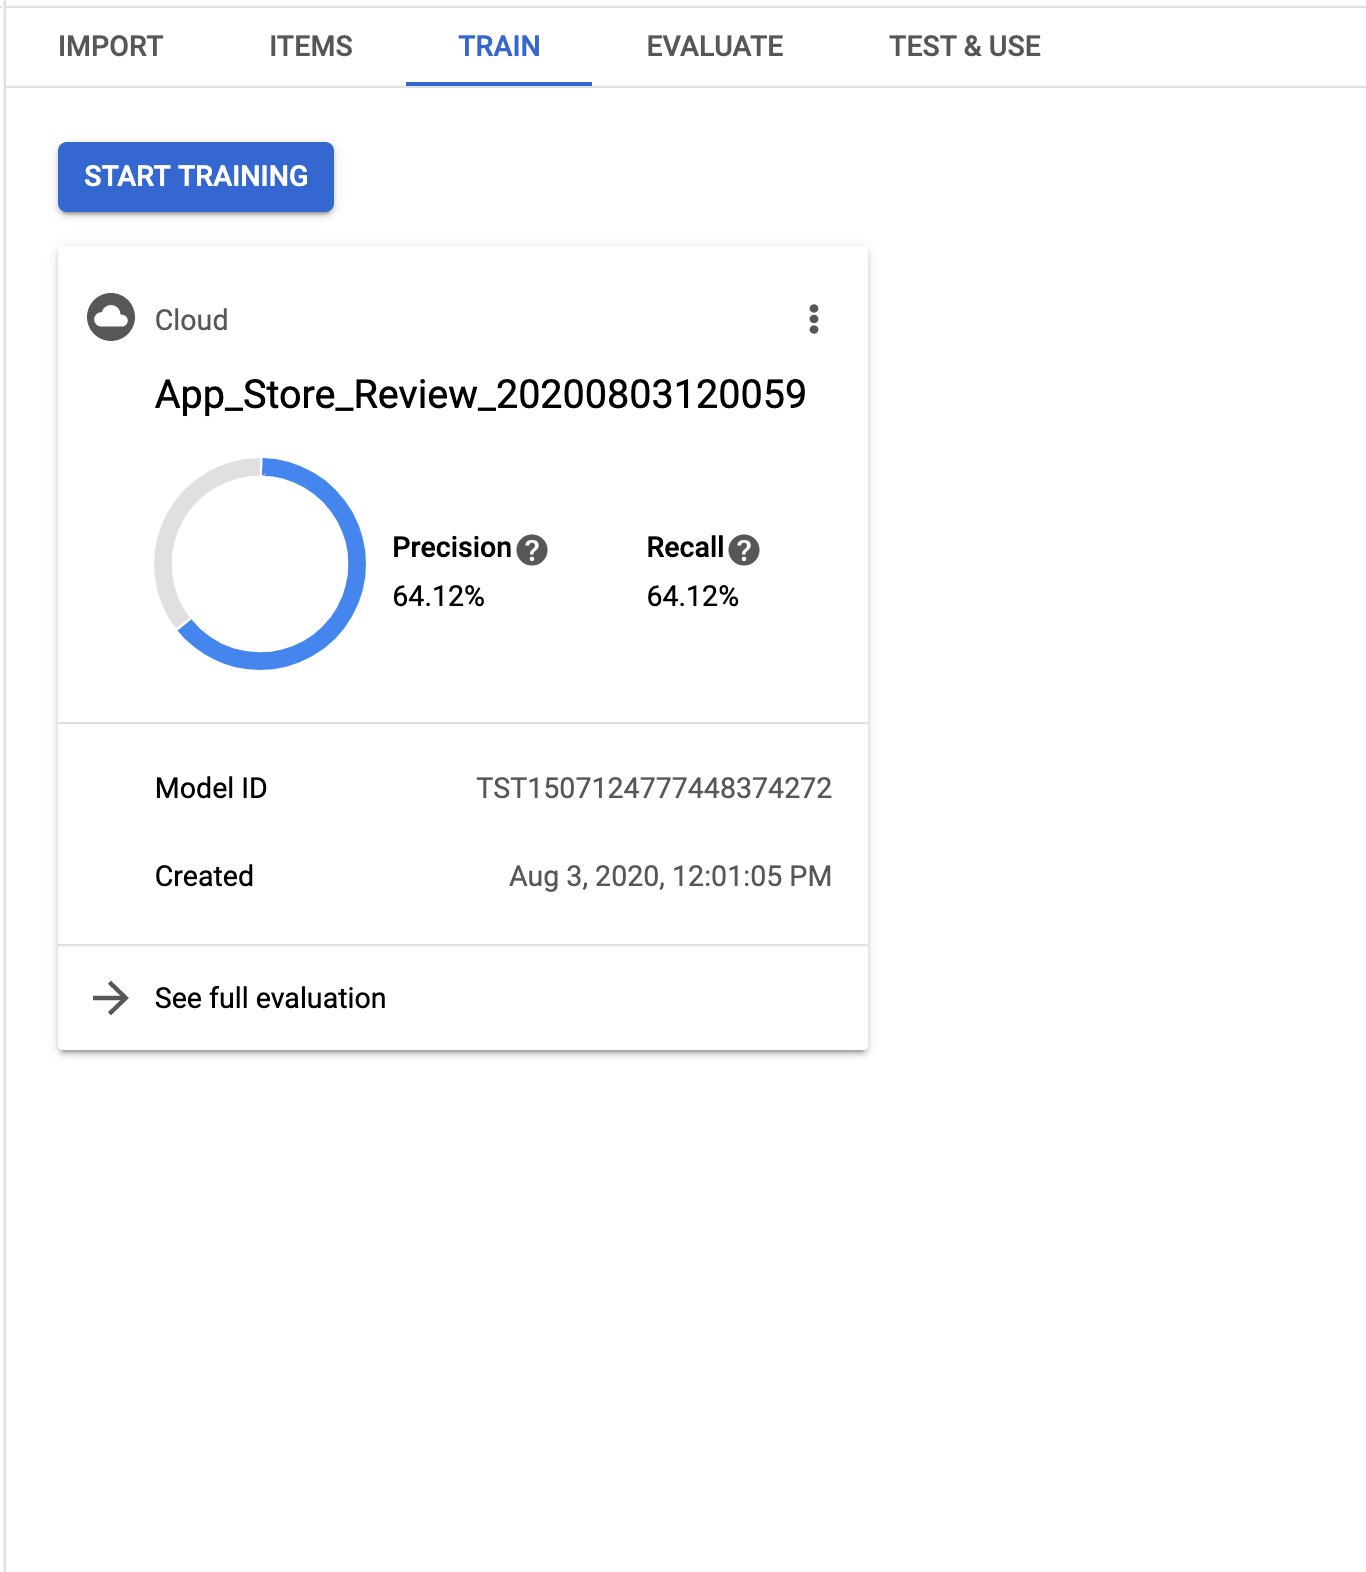 IMPORT ITEMS TRAIN EVALUATE TEST & USE
START TRAINING
Cloud
App_Store_Review_20200803120059
Precision Recall
64.12% 64.12%
Model ID TST1507124777448374272
Created Aug 3, 2020, 12:01:05 PM
See full evaluation